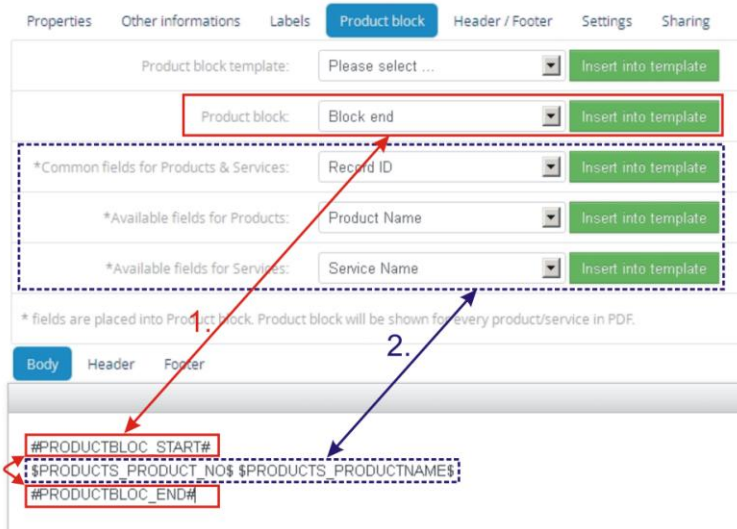 Properties Other informations Labels Product block Header / Footer Settings Sharing
Product block template: Please select ... Insert into template
Product block: Block end Insert into template
*Common fields for Products & Services: Record ID Insert into template
*Available fields for Products: Product Name Insert into template
*Available fields for Services: Service Name Insert into template
* fields are placed into Product block. Product block will be shown for every product/service in PDF.
1.
2.
Body Header Footer
#PRODUCTBLOC_START#
$PRODUCTS_PRODUCT_NO$ $PRODUCTS_PRODUCTNAME$
#PRODUCTBLOC_END#